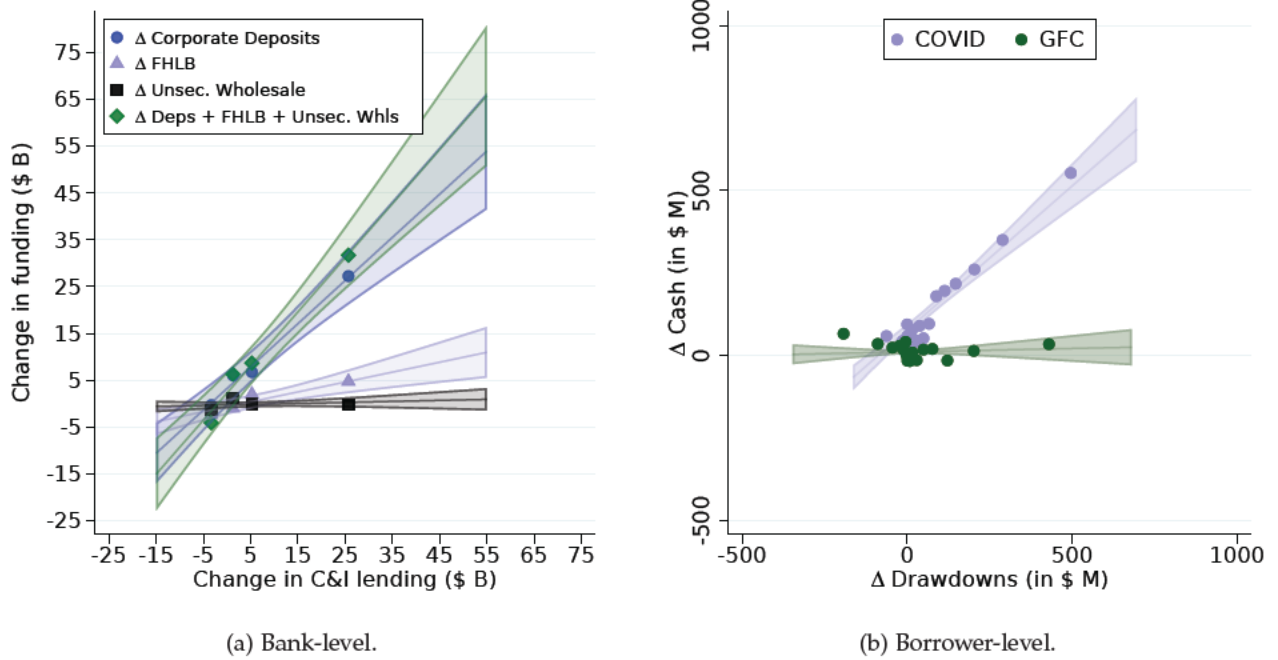 Δ Corporate Deposits
Δ FHLB
Δ Unsec. Wholesale
Δ Deps + FHLB + Unsec. Whls
Change in funding ($ B)
75
65
55
45
35
25
15
5
-5
-15
-25
-25 -15 -5 5 15 25 35 45 55 65 75
Change in C&I lending ($ B)
(a) Bank-level.
COVID GFC
Δ Cash (in $ M)
1000
500
0
-500
-500 0 500 1000
Δ Drawdowns (in $ M)
(b) Borrower-level.